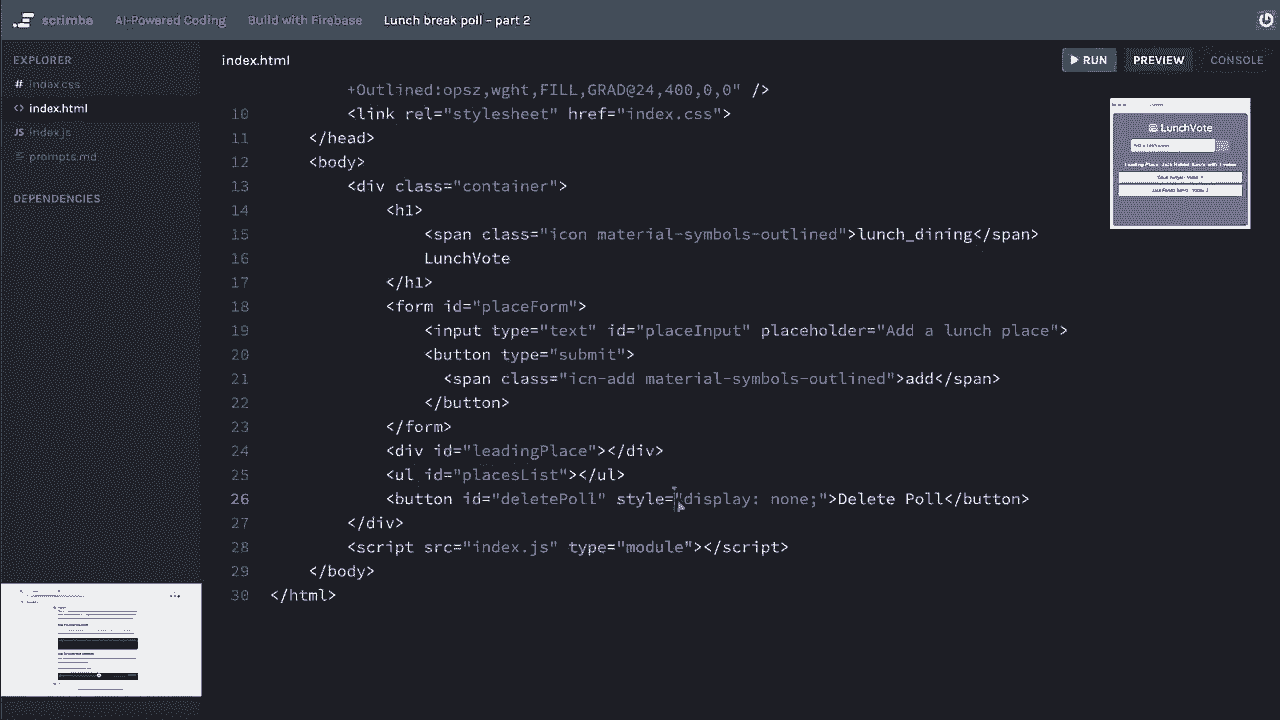 scrimba AI-Powered Coding Build with Firebase Lunch break poll - part 2
EXPLORER
# index.css
<> index.html
JS index.js
prompts.md
DEPENDENCIES
index.html
RUN PREVIEW CONSOLE
+Outlined:opsz,wght,FILL,GRAD@24,400,0,0" />
10 <link rel="stylesheet" href="index.css">
11 </head>
12 <body>
13 <div class="container">
14 <h1>
15 <span class="icon material-symbols-outlined">lunch_dining</span>
16 LunchVote
17 </h1>
18 <form id="placeForm">
19 <input type="text" id="placeInput" placeholder="Add a lunch place">
20 <button type="submit">
21 <span class="icn-add material-symbols-outlined">add</span>
22 </button>
23 </form>
24 <div id="leadingPlace"></div>
25 <ul id="placesList"></ul>
26 <button id="deletePoll" style="display: none;">Delete Poll</button>
27 </div>
28 <script src="index.js" type="module"></script>
29 </body>
30 </html>
LunchVote